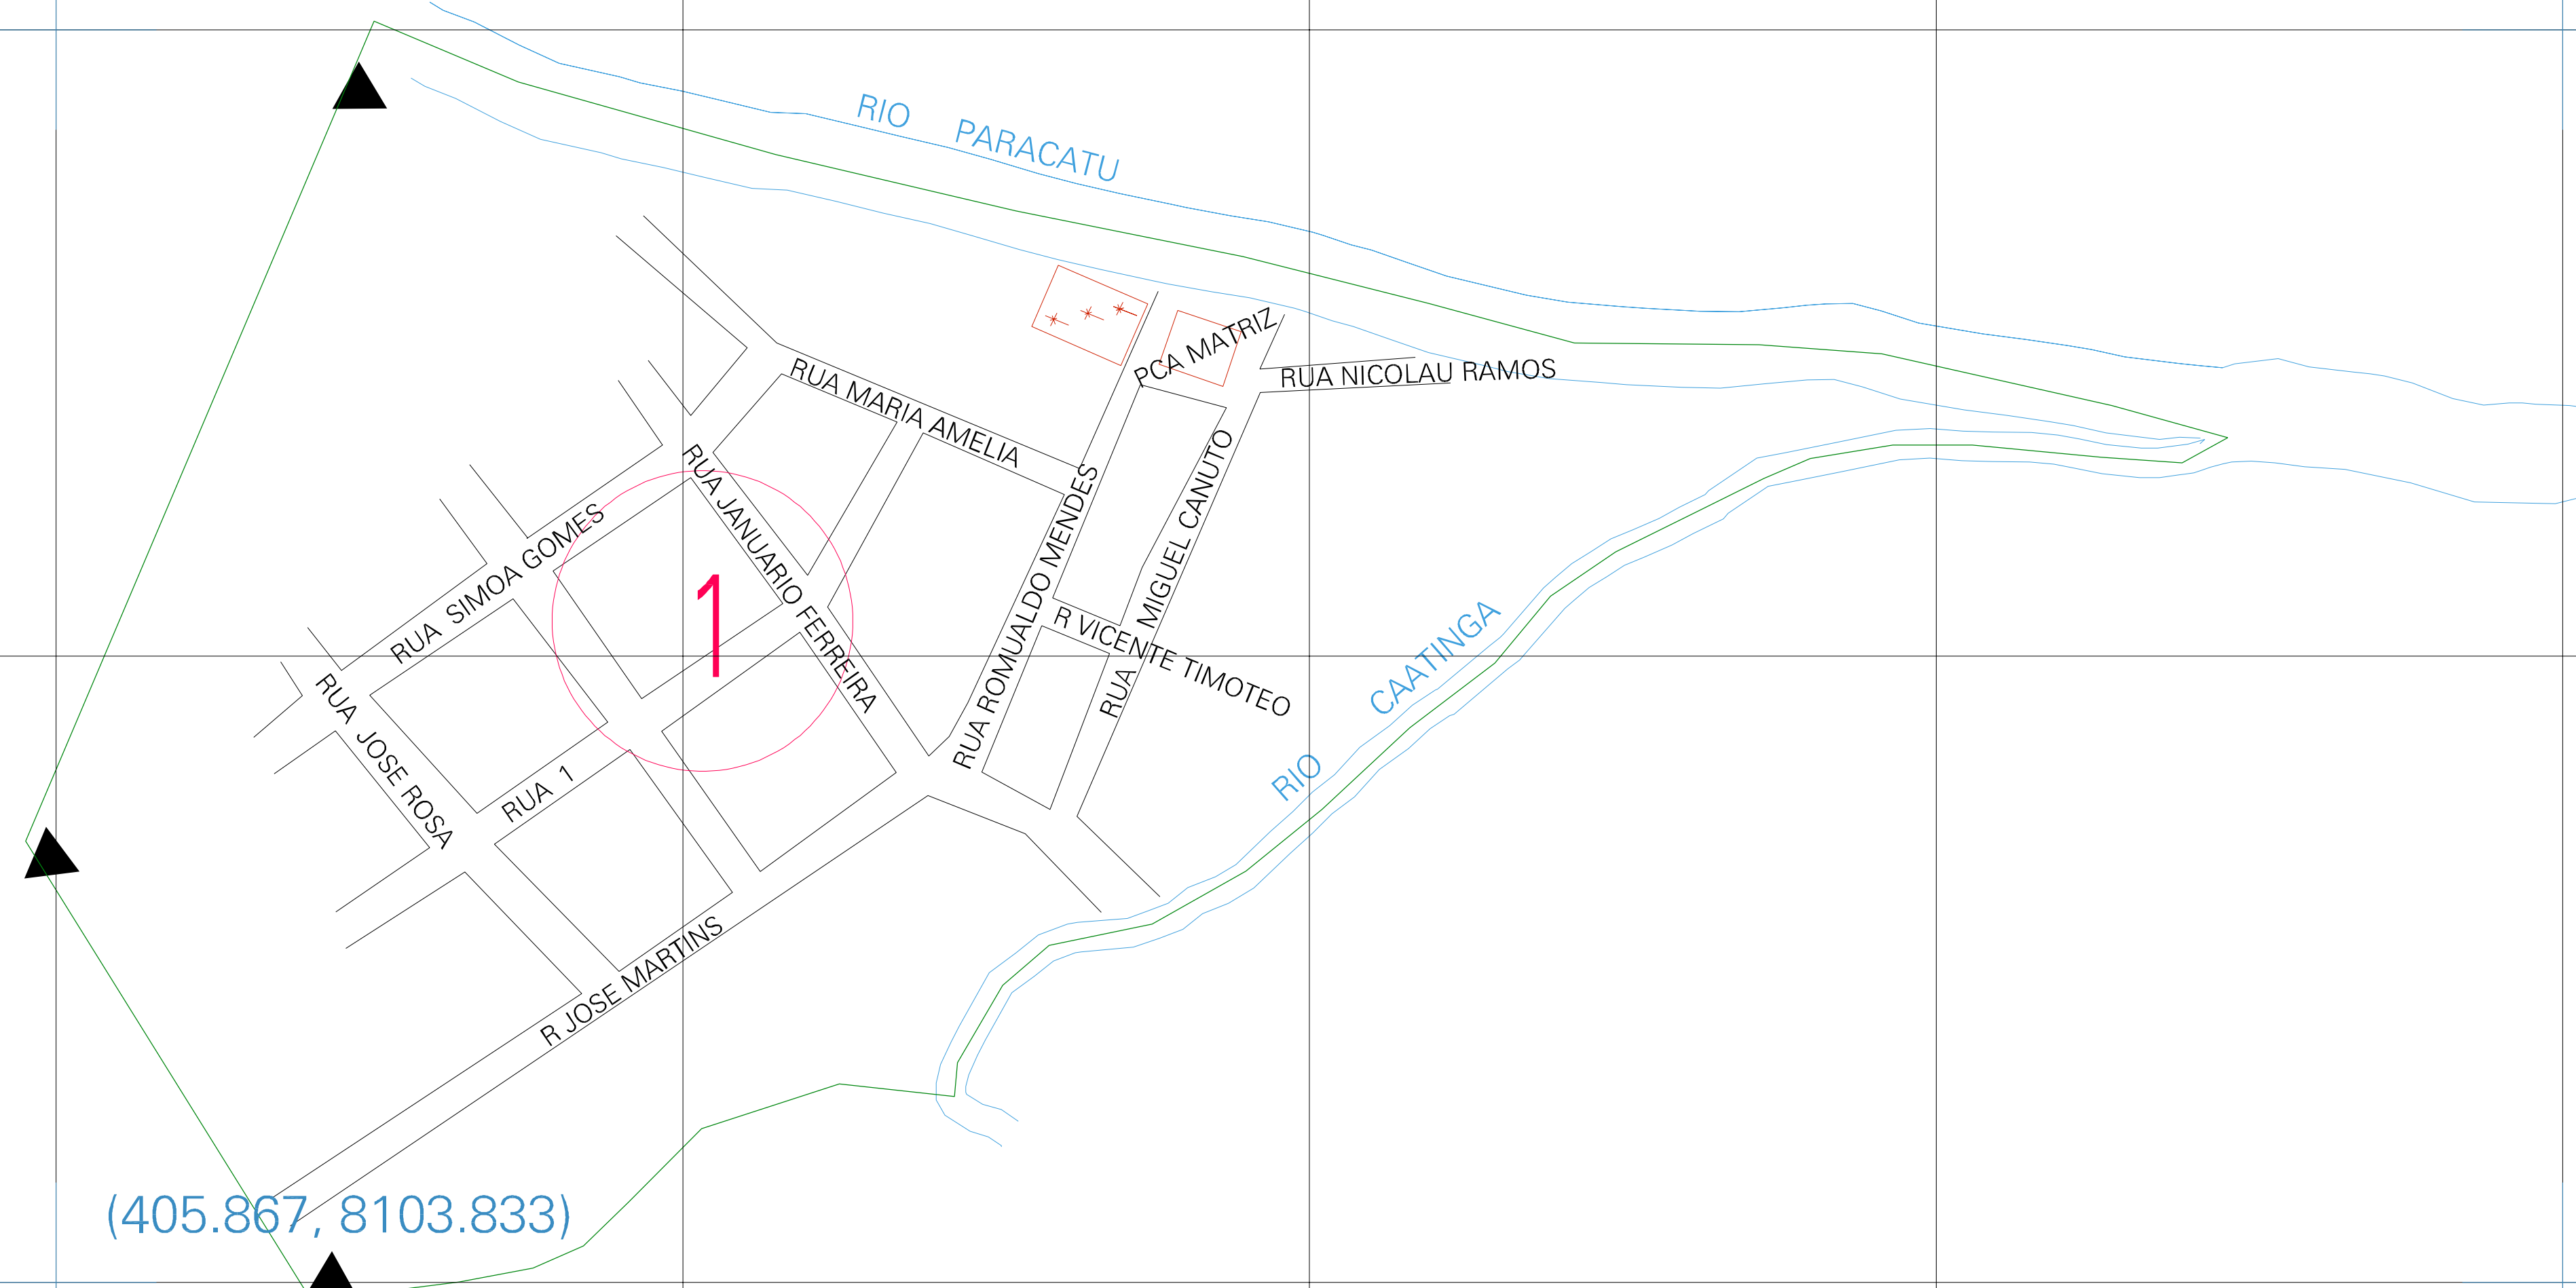 RIO PARACATU
PCA MATRIZ
RUA MARIA AMELIA
RUA NICOLAU RAMOS
RUA JANUARIO FERREIRA
RUA ROMUALDO MENDES
RUA MIGUEL CANUTO
RUA SIMOA GOMES
1
R VICENTE TIMOTEO
RIO CAATINGA
RUA JOSE ROSA
RUA 1
R JOSE MARTINS
(405.867, 8103.833)